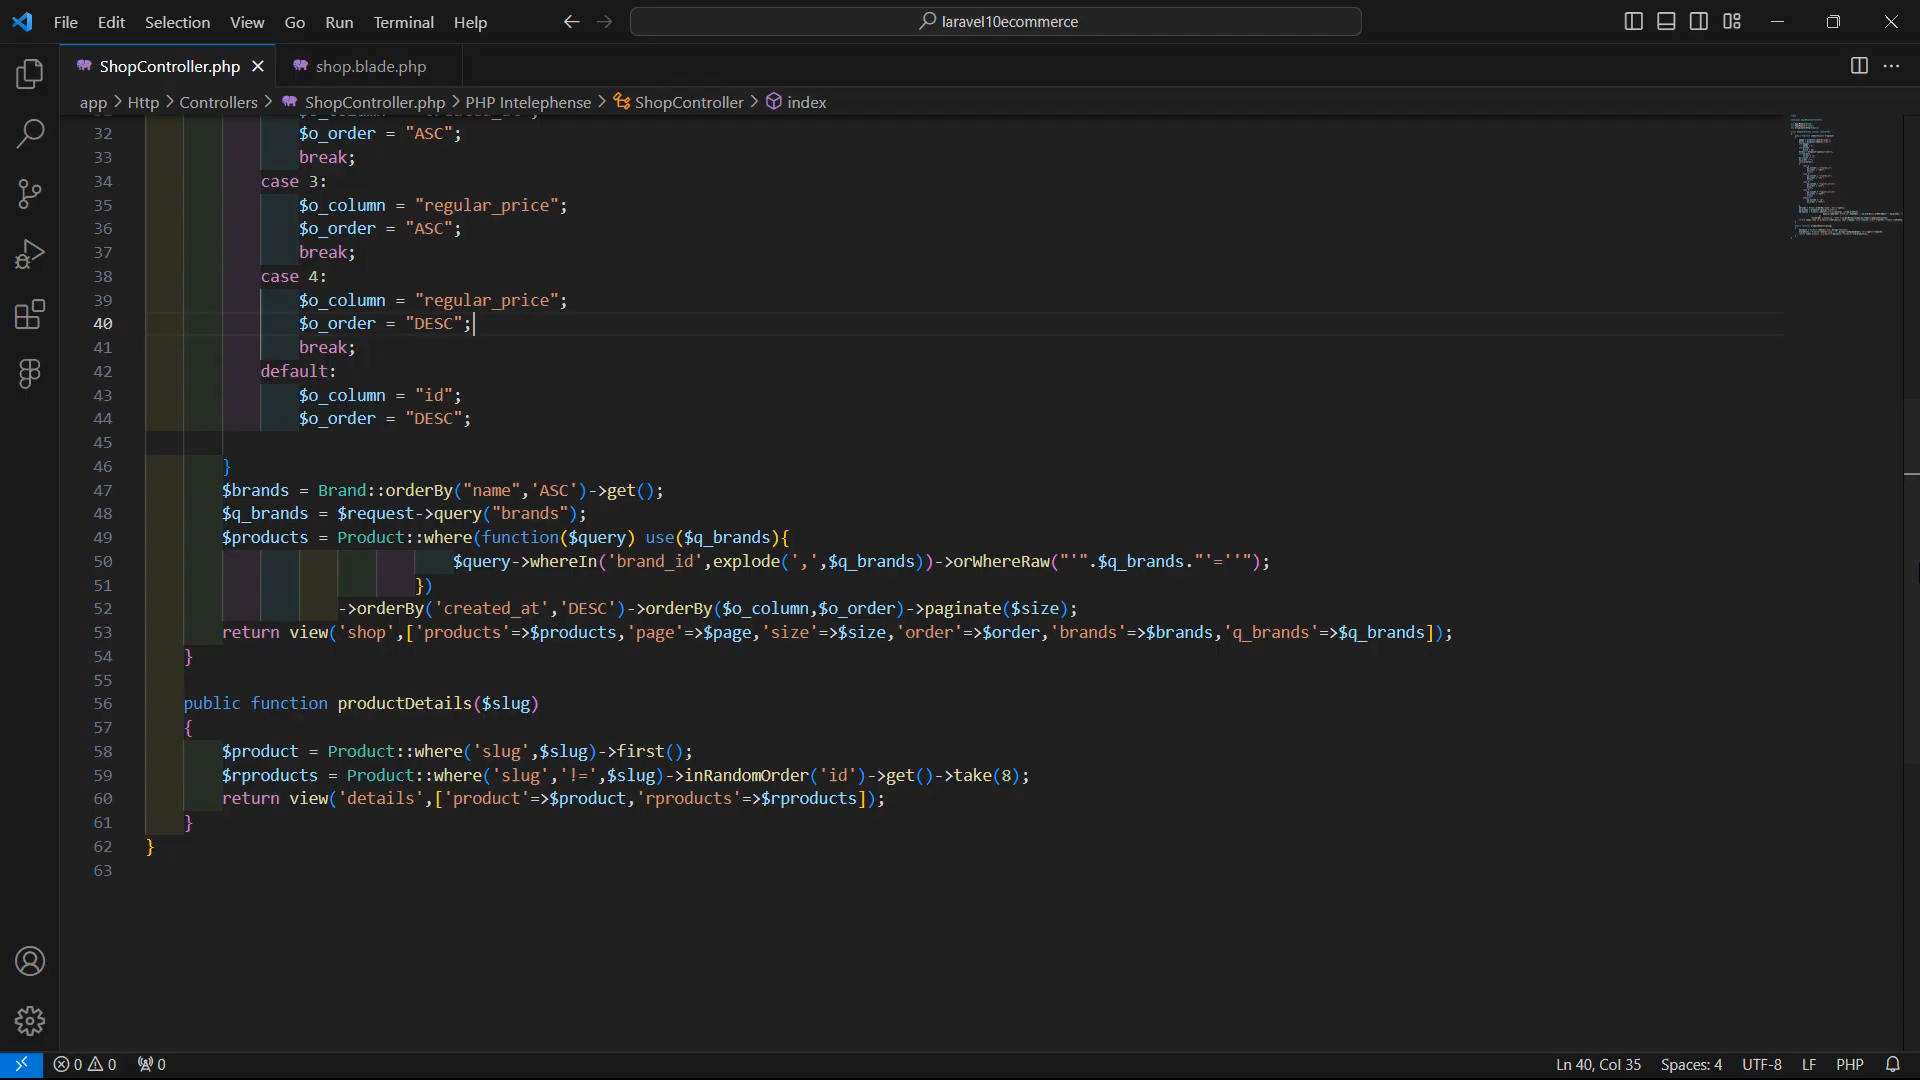 File Edit Selection View Go Run Terminal Help
laravel10ecommerce
ShopController.php
shop.blade.php
app > Http > Controllers > ShopController.php > PHP Intelephense > ShopController > index
32 $o_order = "ASC";
33 break;
34 case 3:
35 $o_column = "regular_price";
36 $o_order = "ASC";
37 break;
38 case 4:
39 $o_column = "regular_price";
40 $o_order = "DESC";
41 break;
42 default:
43 $o_column = "id";
44 $o_order = "DESC";
45
46 }
47 $brands = Brand::orderBy("name",'ASC')->get();
48 $q_brands = $request->query("brands");
49 $products = Product::where(function($query) use($q_brands){
50 $query->whereIn('brand_id',explode(',',$q_brands))->orWhereRaw("'".$q_brands."'=''");
51 })
52 ->orderBy('created_at','DESC')->orderBy($o_column,$o_order)->paginate($size);
53 return view('shop',['products'=>$products,'page'=>$page,'size'=>$size,'order'=>$order,'brands'=>$brands,'q_brands'=>$q_brands]);
54 }
55
56 public function productDetails($slug)
57 {
58 $product = Product::where('slug',$slug)->first();
59 $rproducts = Product::where('slug','!=',$slug)->inRandomOrder('id')->get()->take(8);
60 return view('details',['product'=>$product,'rproducts'=>$rproducts]);
61 }
62 }
63
0 0 0
Ln 40, Col 35 Spaces: 4 UTF-8 LF PHP